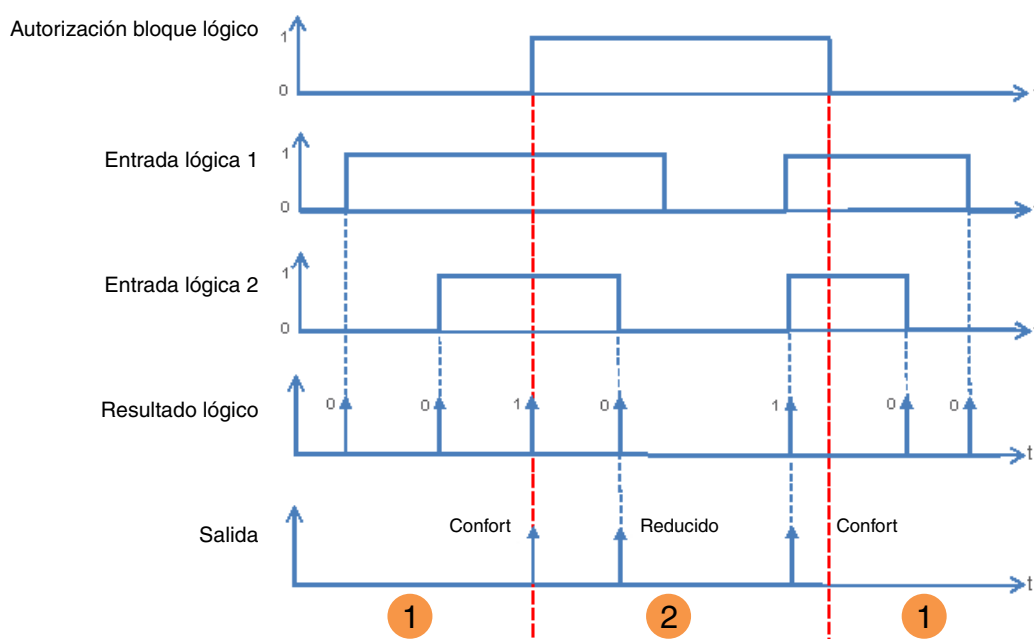 Autorización bloque lógico
1
0
Entrada lógica 1
1
0
Entrada lógica 2
1
0
Resultado lógico
0
0
1
0
1
0
0
t
Salida
Confort
Reducido
Confort
t
1
2
1